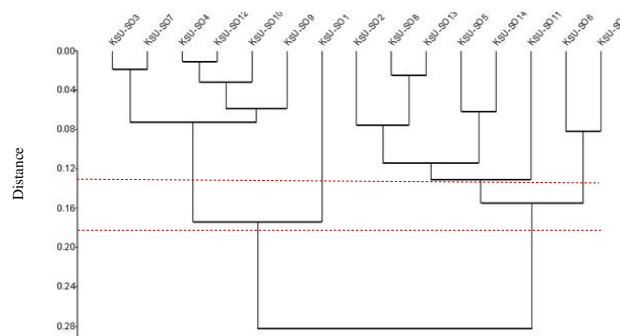 KSU-SO3
KSU-SO7
KSU-SO4
KSU-SO12
KSU-SO10
KSU-SO9
KSU-SO1
KSU-SO2
KSU-SO8
KSU-SO13
KSU-SO5
KSU-SO14
KSU-SO11
KSU-SO6
0.00
0.04
0.08
0.12
0.16
0.20
0.24
0.28
Distance